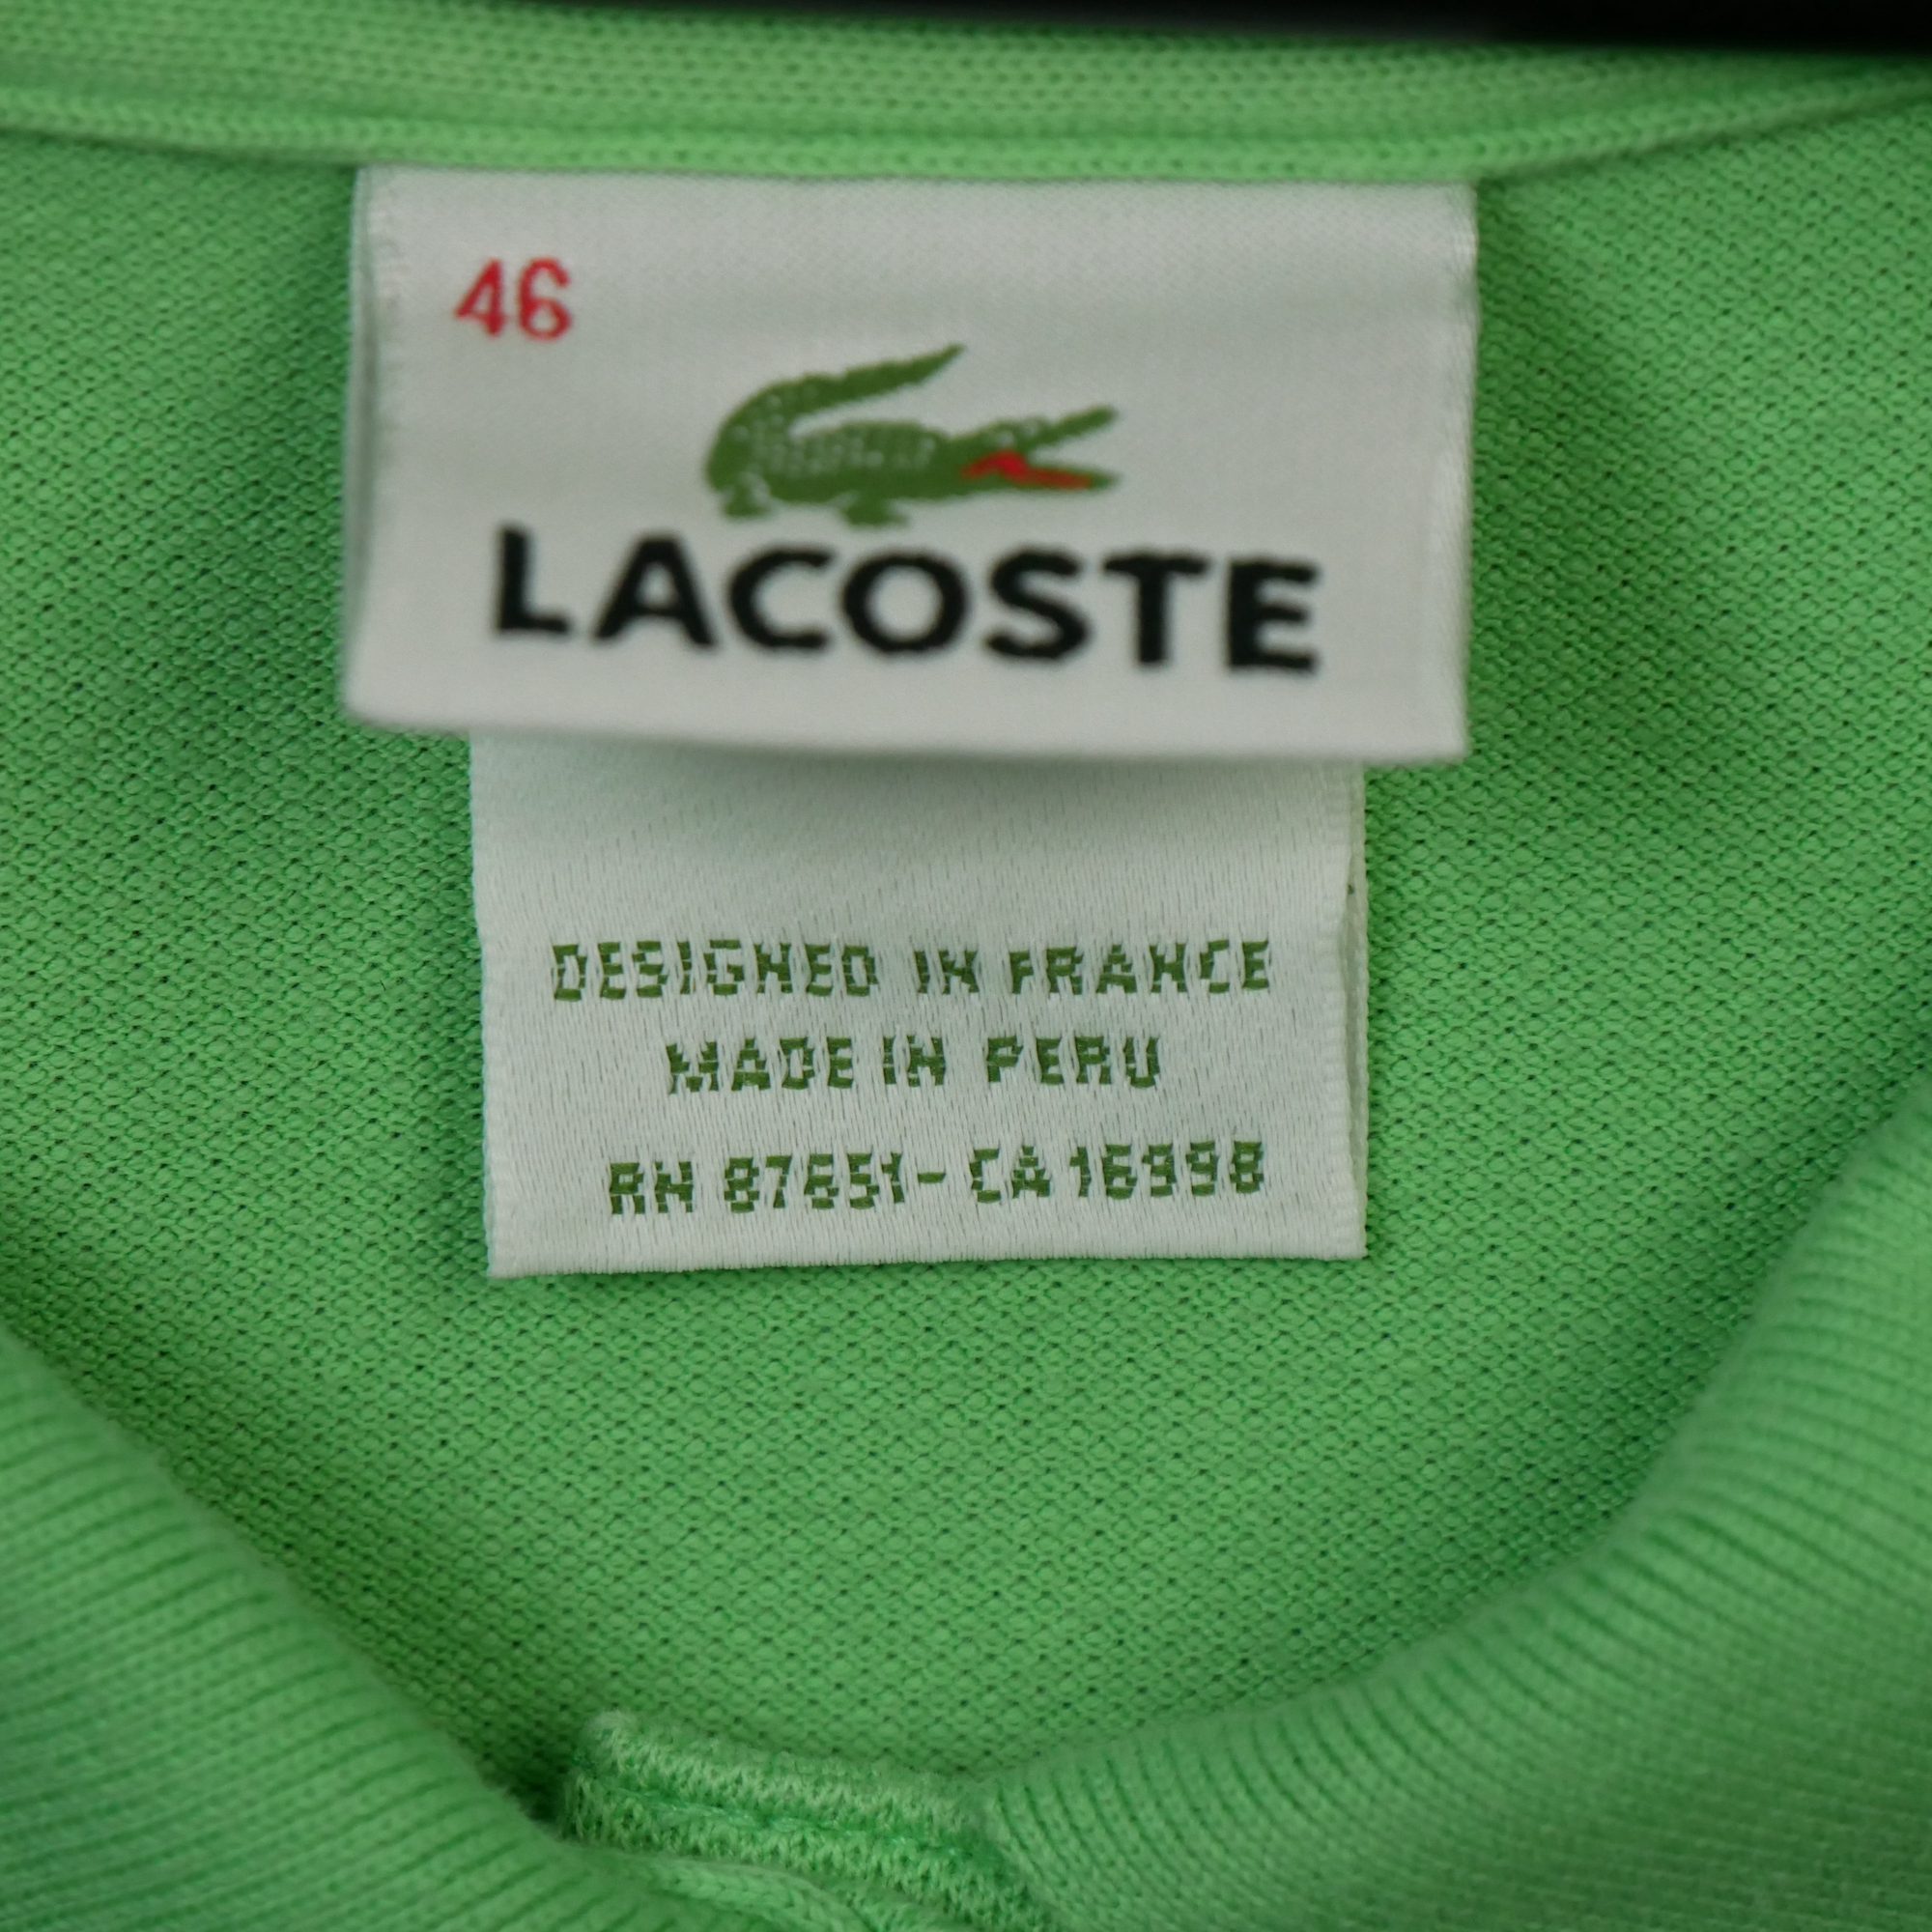 46
LACOSTE
DESIGNED IN FRANCE
MADE IN PERU
RN 87651-CA 16998